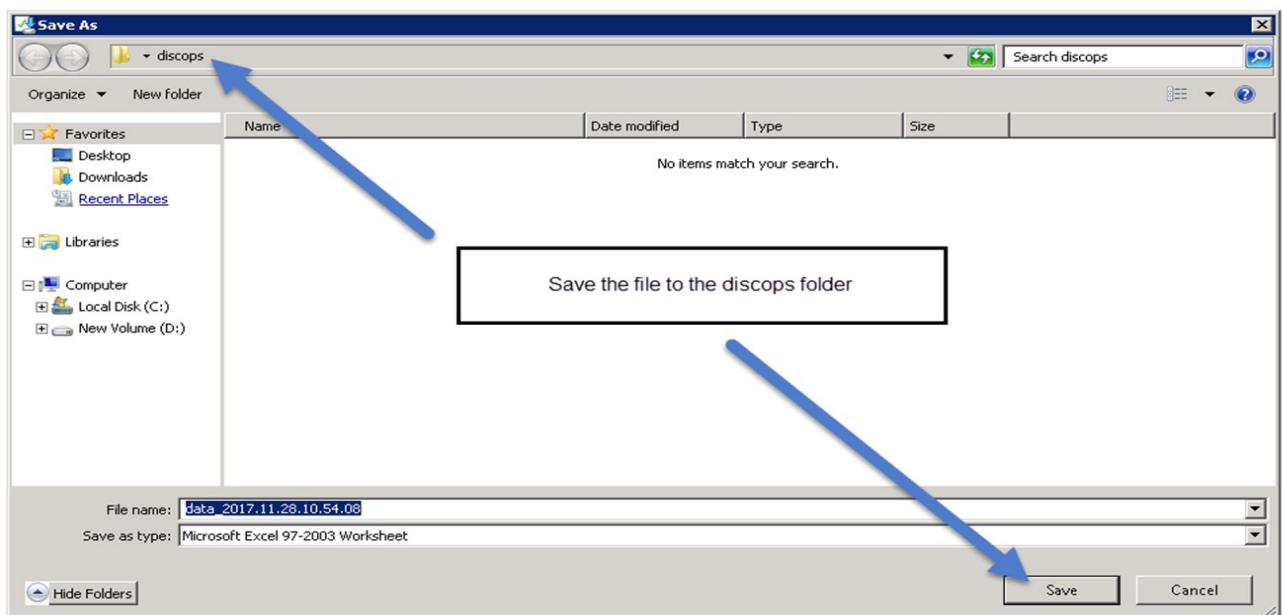 Save As
discops
Search discops
Organize New folder
Name Date modified Type Size
Favorites
No items match your search.
Desktop
Downloads
Recent Places
Libraries
Save the file to the discops folder
Computer
Local Disk (C:)
New Volume (D:)
File name: data_2017.11.28.10.54.08
Save as type: Microsoft Excel 97-2003 Worksheet
Hide Folders
Save
Cancel